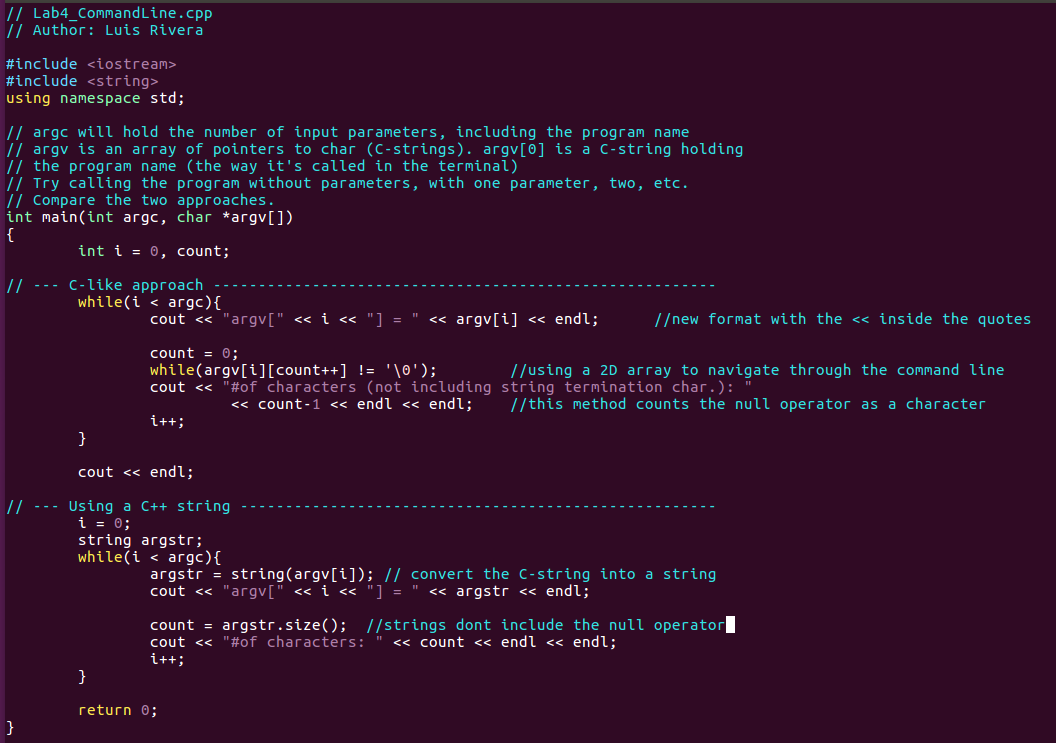 // Lab4_CommandLine.cpp
// Author: Luis Rivera
#include <iostream>
#include <string>
using namespace std;
// argc will hold the number of input parameters, including the program name
// argv is an array of pointers to char (C-strings). argv[0] is a C-string holding
// the program name (the way it's called in the terminal)
// Try calling the program without parameters, with one parameter, two, etc.
// Compare the two approaches.
int main(int argc, char *argv[])
{
        int i = 0, count;
// --- C-like approach --------------------------------------------------------
        while(i < argc){
                cout << "argv[" << i << "] = " << argv[i] << endl;      //new format with the << inside the quotes
                count = 0;
                while(argv[i][count++] != '\0');        //using a 2D array to navigate through the command line
                cout << "#of characters (not including string termination char.): "
                         << count-1 << endl << endl;    //this method counts the null operator as a character
                i++;
        }
        cout << endl;
// --- Using a C++ string -----------------------------------------------------
        i = 0;
        string argstr;
        while(i < argc){
                argstr = string(argv[i]); // convert the C-string into a string
                cout << "argv[" << i << "] = " << argstr << endl;
                count = argstr.size();  //strings dont include the null operator
                cout << "#of characters: " << count << endl << endl;
                i++;
        }
        return 0;
}